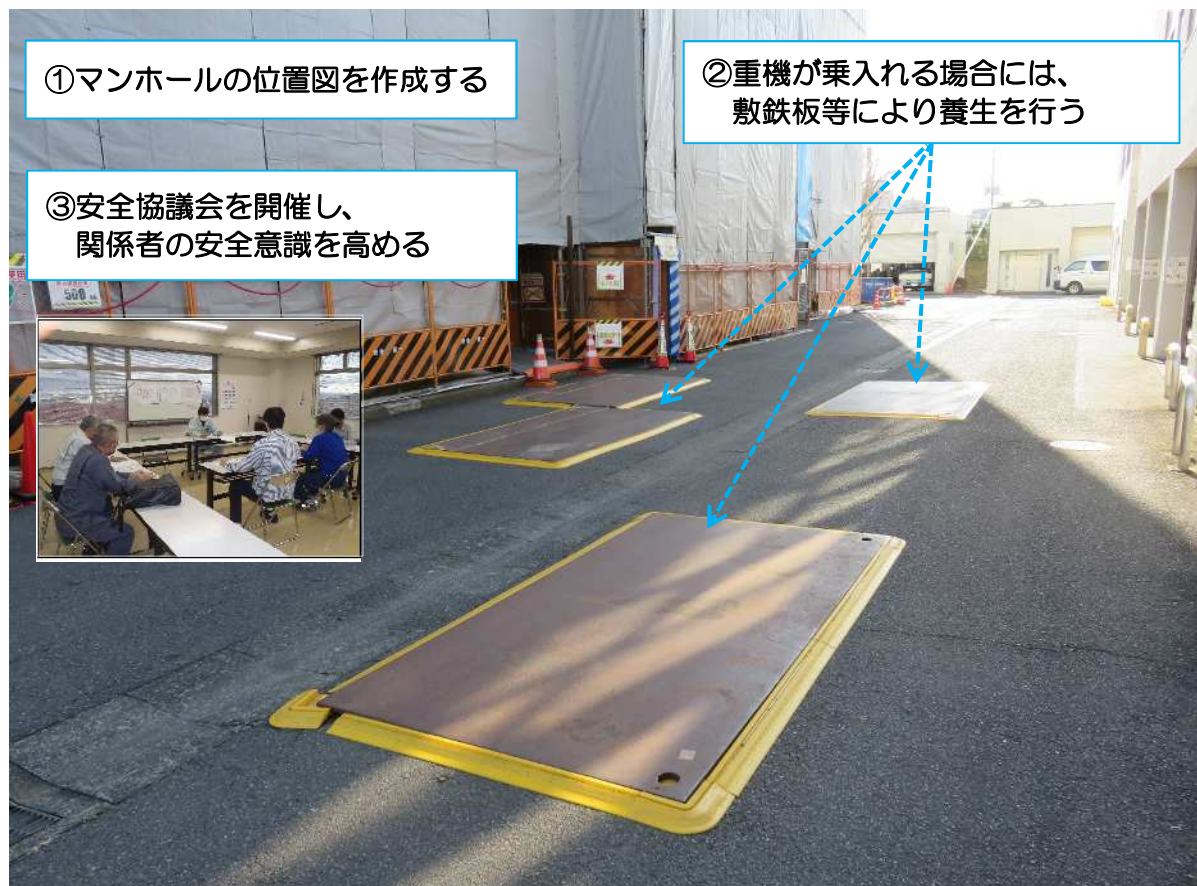 ①マンホールの位置図を作成する
②重機が乗入れる場合には、
敷鉄板等により養生を行う
③安全協議会を開催し、
関係者の安全意識を高める
500